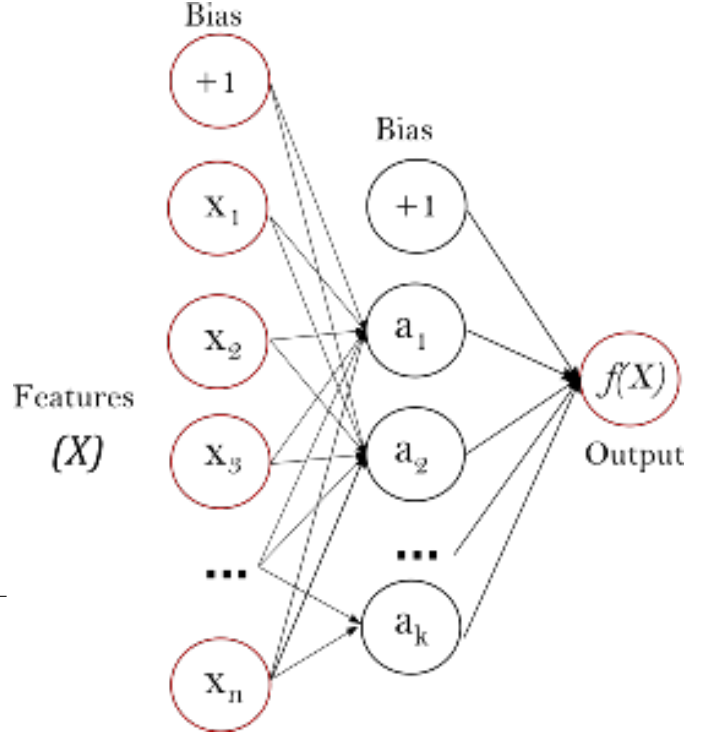 Bias
+1
x₁
x₂
x₃
...
xₙ
Features
(X)
Bias
+1
a₁
a₂
...
aₖ
f(X)
Output